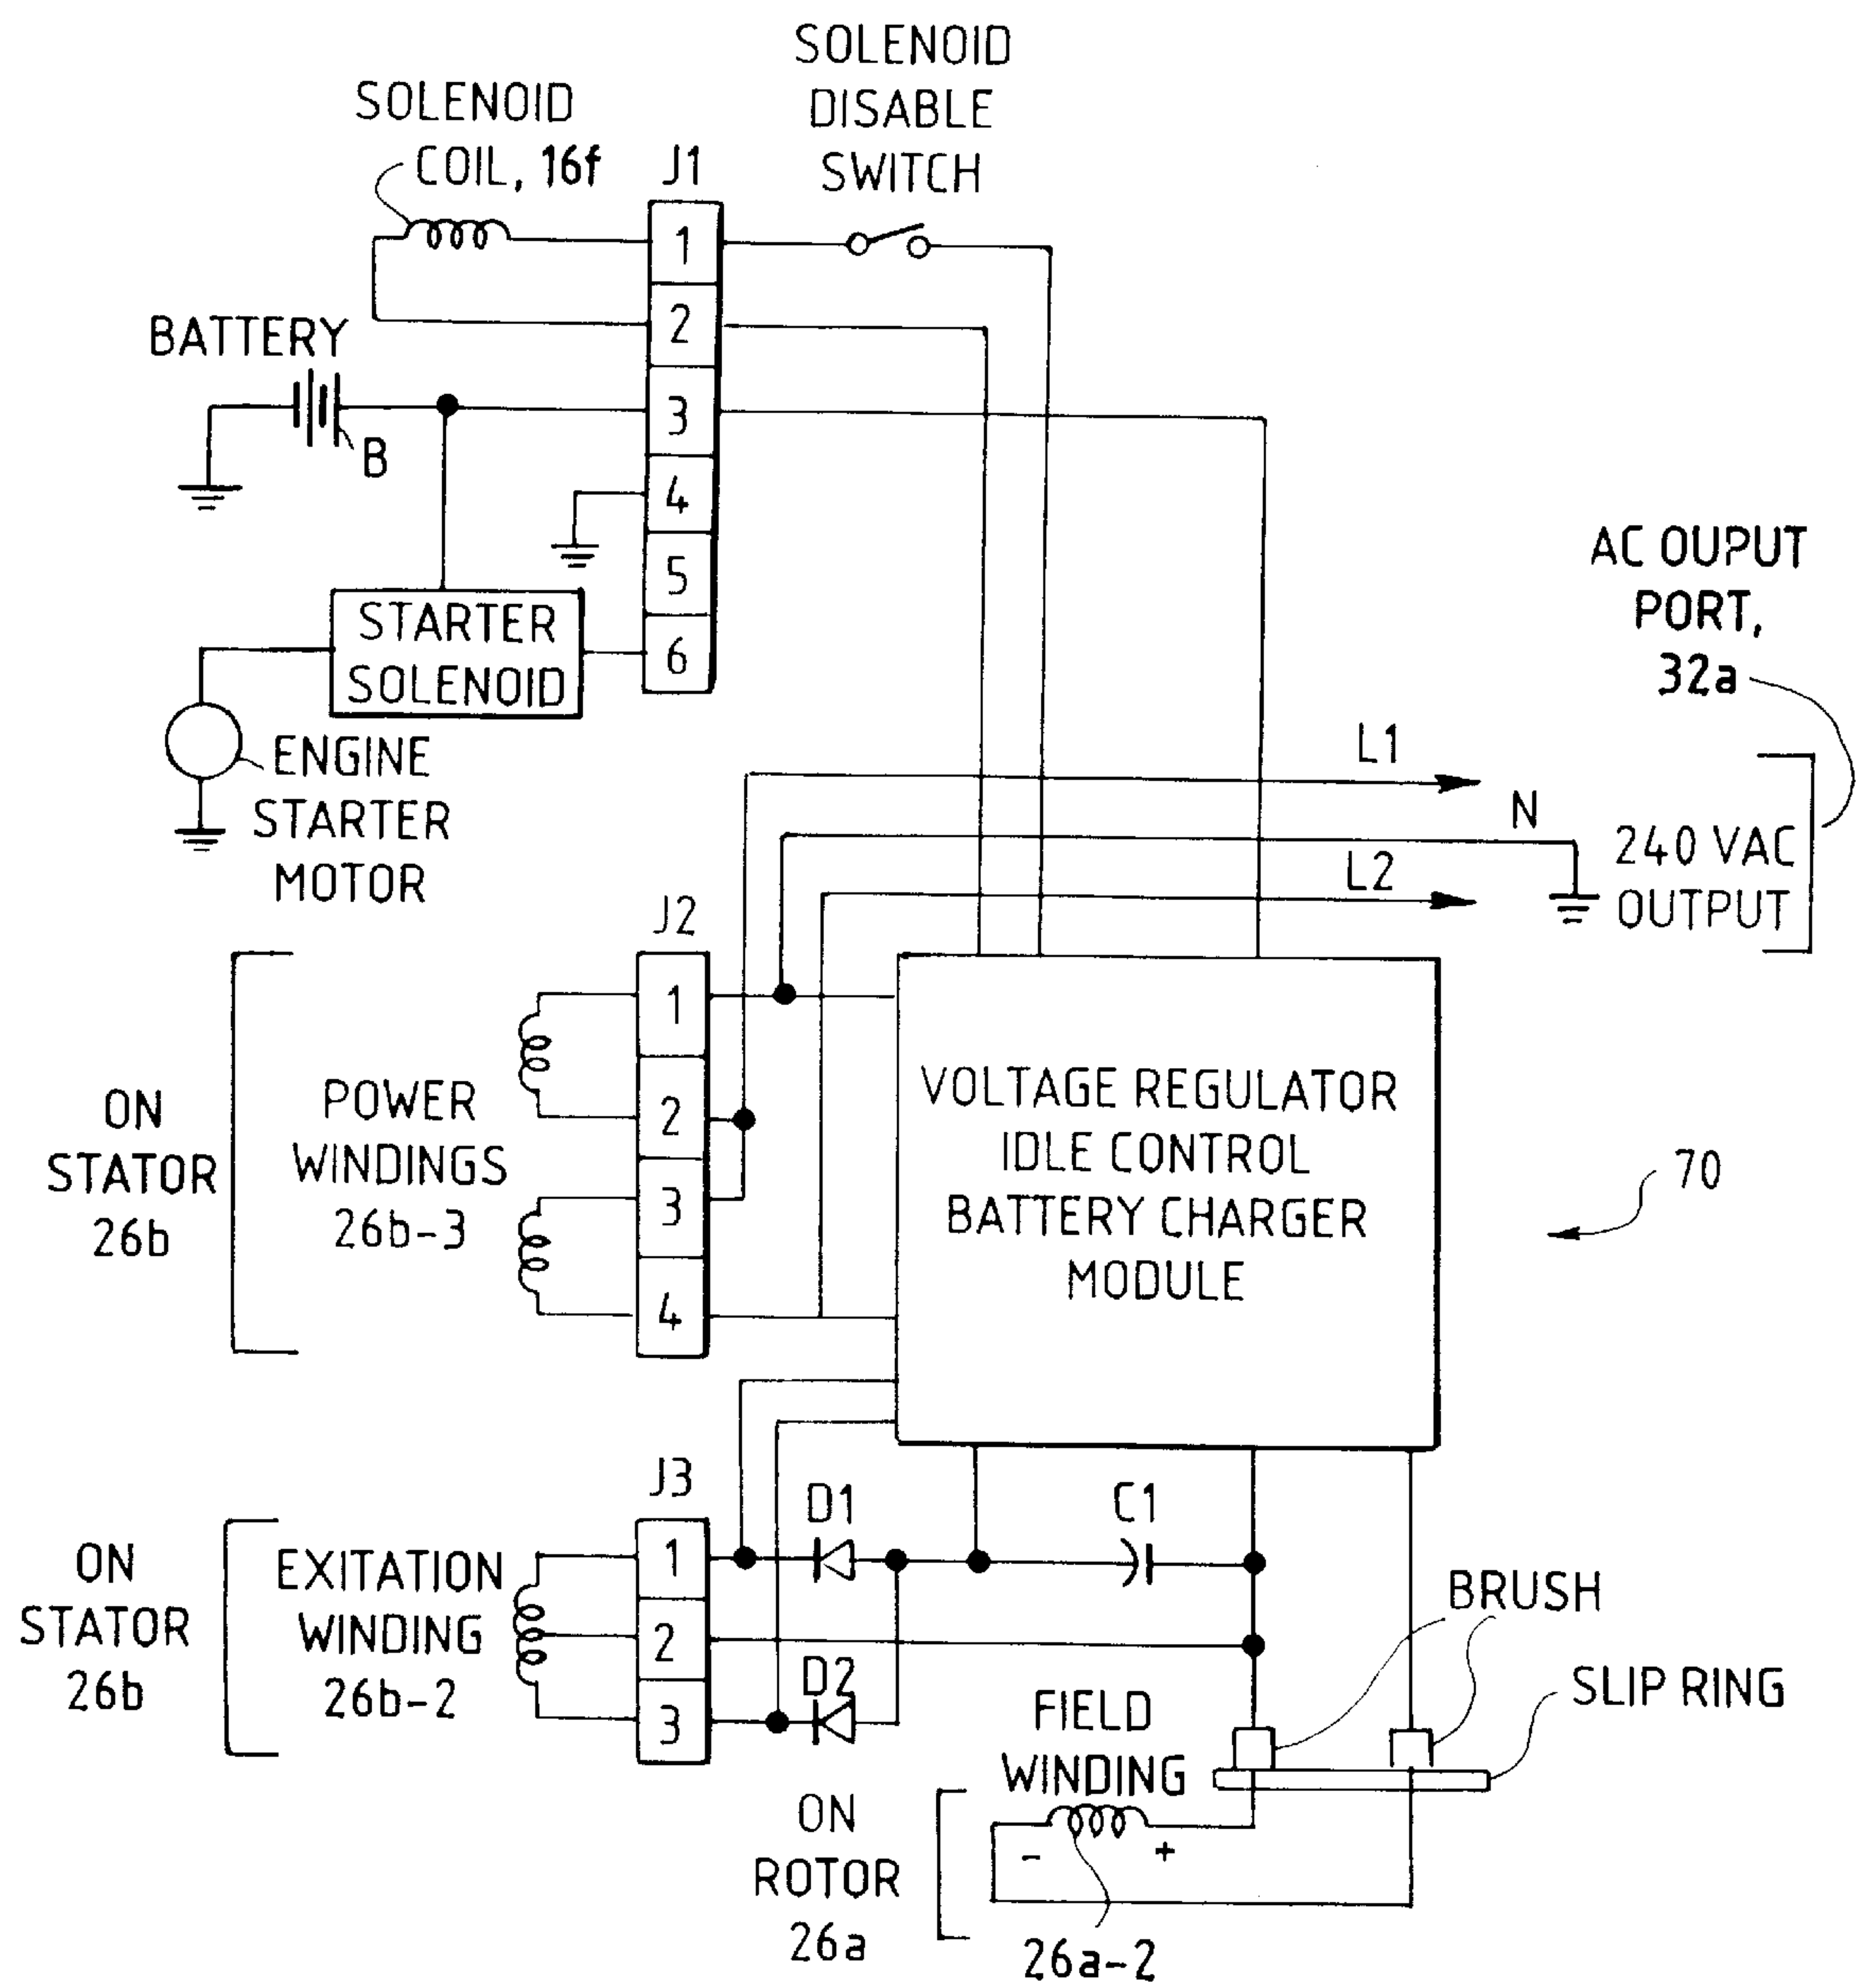 SOLENOID
DISABLE
SWITCH
SOLENOID
COIL, 16f
J1
1
2
3
4
5
6
BATTERY
B
STARTER
SOLENOID
ENGINE
STARTER
MOTOR
AC OUPUT
PORT,
32a
L1
N
L2
240 VAC
OUTPUT
J2
1
2
3
4
ON
STATOR
26b
POWER
WINDINGS
26b-3
VOLTAGE REGULATOR
IDLE CONTROL
BATTERY CHARGER
MODULE
70
J3
1
2
3
D1
C1
D2
ON
STATOR
26b
EXITATION
WINDING
26b-2
BRUSH
SLIP RING
FIELD
WINDING
- +
ON
ROTOR
26a
26a-2